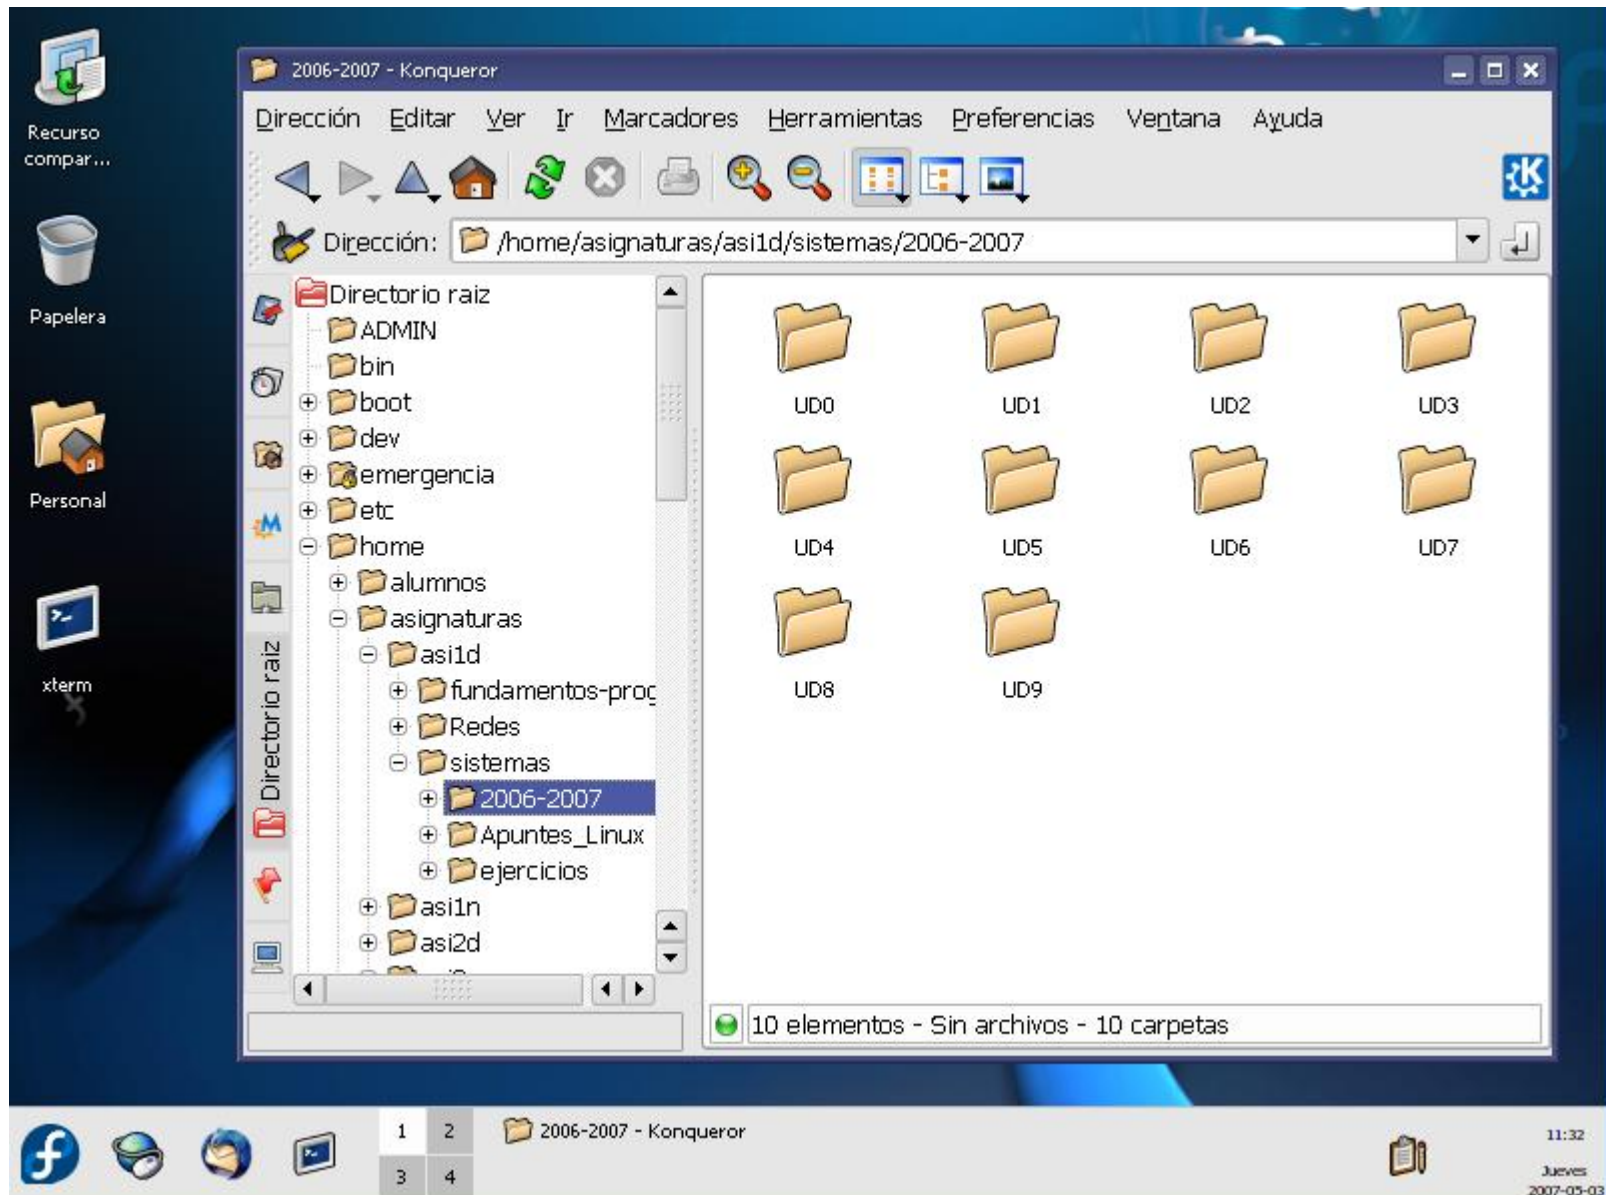 Recurso
compar...
Papelera
Personal
xterm
2006-2007 - Konqueror
Dirección Editar Ver Ir Marcadores Herramientas Preferencias Ventana Ayuda
Dirección: /home/asignaturas/asi1d/sistemas/2006-2007
Directorio raiz
Directorio raiz
ADMIN
bin
boot
dev
emergencia
etc
home
alumnos
asignaturas
asi1d
fundamentos-prog
Redes
sistemas
2006-2007
Apuntes_Linux
ejercicios
asi1n
asi2d
UD0 UD1 UD2 UD3
UD4 UD5 UD6 UD7
UD8 UD9
10 elementos - Sin archivos - 10 carpetas
1 2
3 4
2006-2007 - Konqueror
11:32
Jueves
2007-05-03